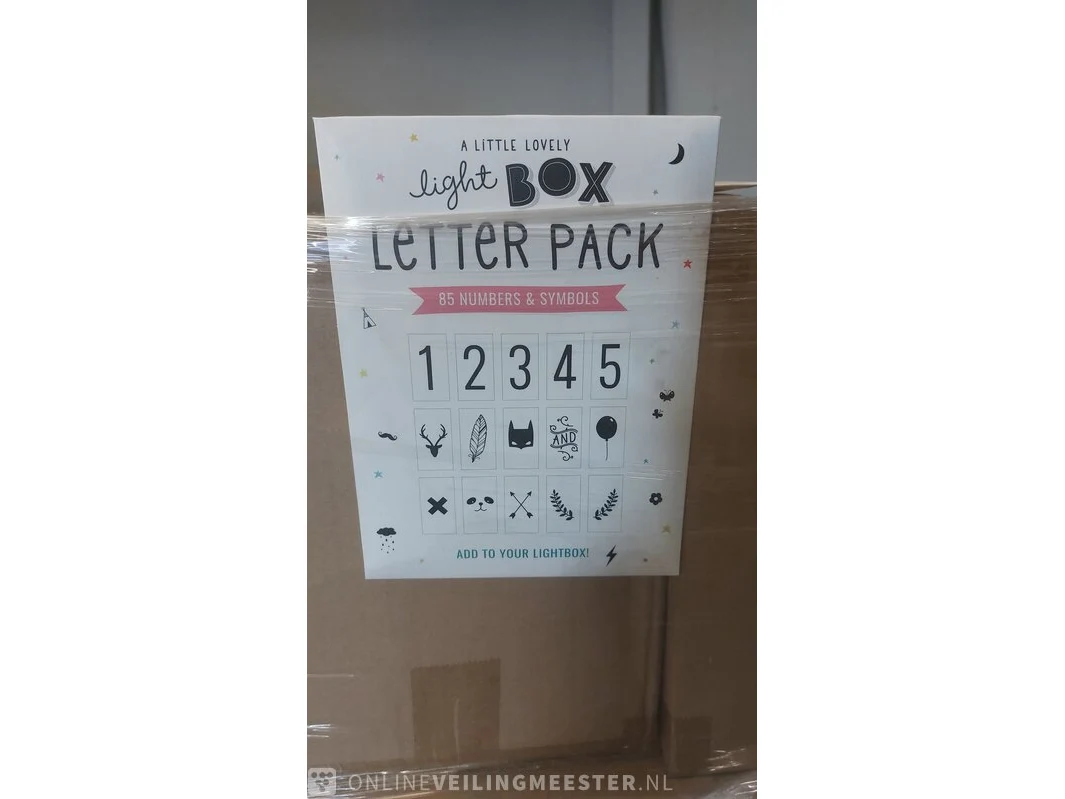 A LiTTLE LOVELY
light BOX
LeTTeR PACK
85 NUMBERS & SYMBOLS
1 2 3 4 5
AND
ADD TO YOUR LIGHTBOX!
ONLINEVEILINGMEESTER.NL